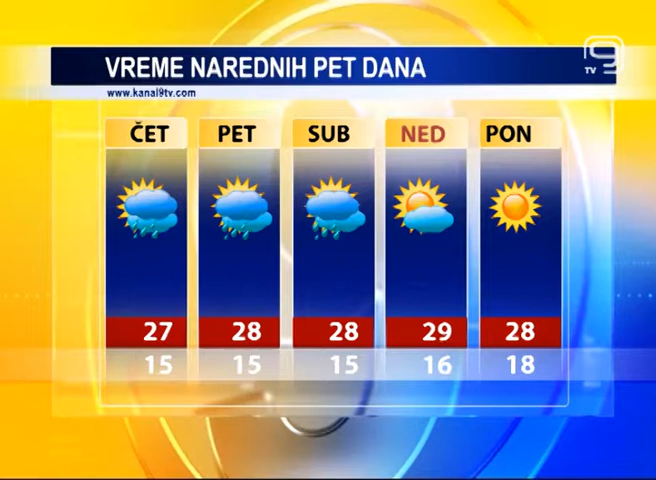 VREME NAREDNIH PET DANA
9
TV
www.kanal9tv.com
ČET PET SUB NED PON
27 28 28 29 28
15 15 15 16 18